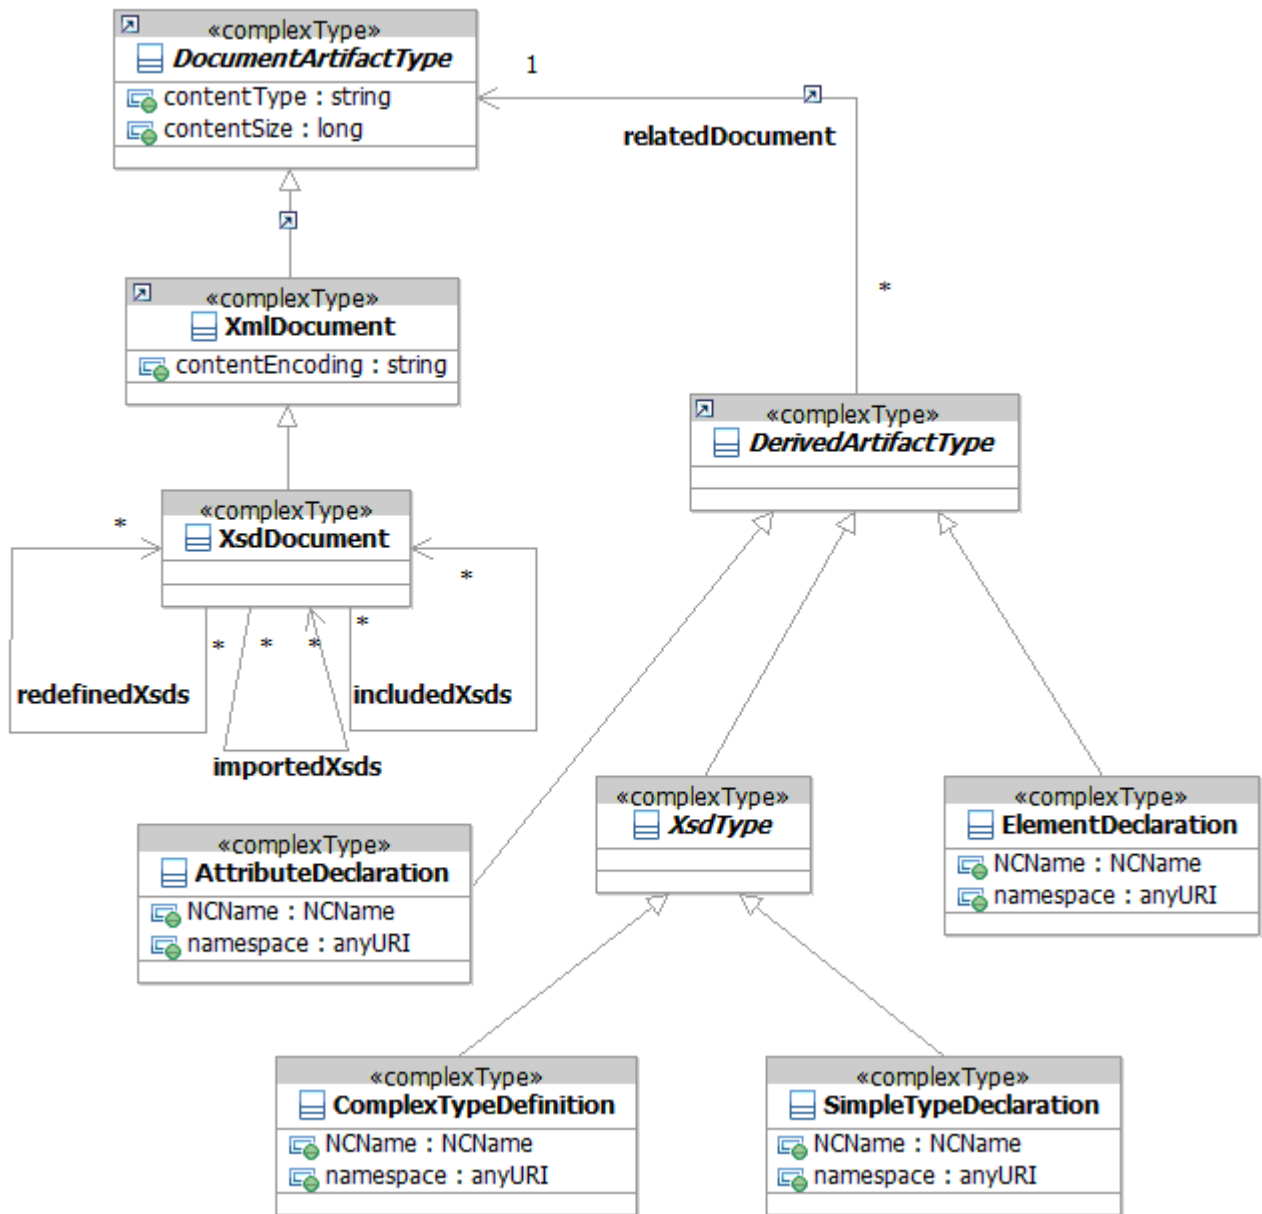 «complexType»
DocumentArtifactType
contentType : string
contentSize : long
1
relatedDocument
*
«complexType»
XmlDocument
contentEncoding : string
«complexType»
DerivedArtifactType
«complexType»
XsdDocument
*
*
*
*
*
*
redefinedXsds
includedXsds
importedXsds
«complexType»
XsdType
«complexType»
ElementDeclaration
NCName : NCName
namespace : anyURI
«complexType»
AttributeDeclaration
NCName : NCName
namespace : anyURI
«complexType»
ComplexTypeDefinition
NCName : NCName
namespace : anyURI
«complexType»
SimpleTypeDeclaration
NCName : NCName
namespace : anyURI